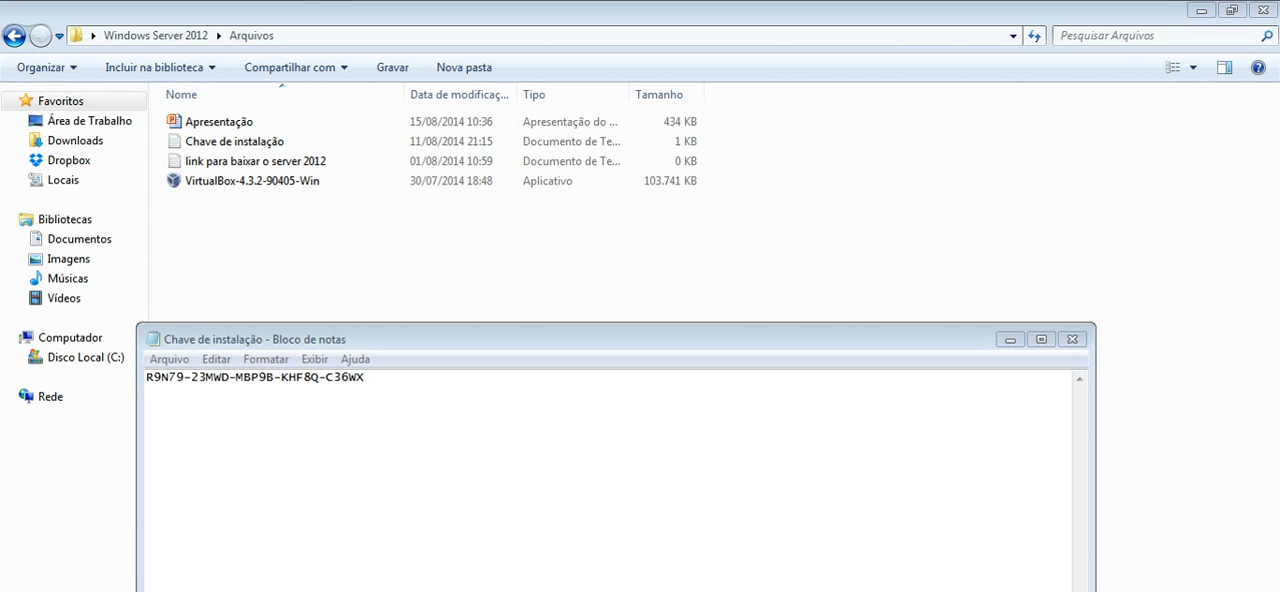 Windows Server 2012 Arquivos
Pesquisar Arquivos
Organizar Incluir na biblioteca Compartilhar com Gravar Nova pasta
Nome Data de modificaç... Tipo Tamanho
Favoritos
Área de Trabalho
Downloads
Dropbox
Locais
Bibliotecas
Documentos
Imagens
Músicas
Vídeos
Computador
Disco Local (C:)
Rede
Apresentação 15/08/2014 10:36 Apresentação do ... 434 KB
Chave de instalação 11/08/2014 21:15 Documento de Te... 1 KB
link para baixar o server 2012 01/08/2014 10:59 Documento de Te... 0 KB
VirtualBox-4.3.2-90405-Win 30/07/2014 18:48 Aplicativo 103.741 KB
Chave de instalação - Bloco de notas
Arquivo Editar Formatar Exibir Ajuda
R9N79-23MWD-MBP9B-KHF8Q-C36WX